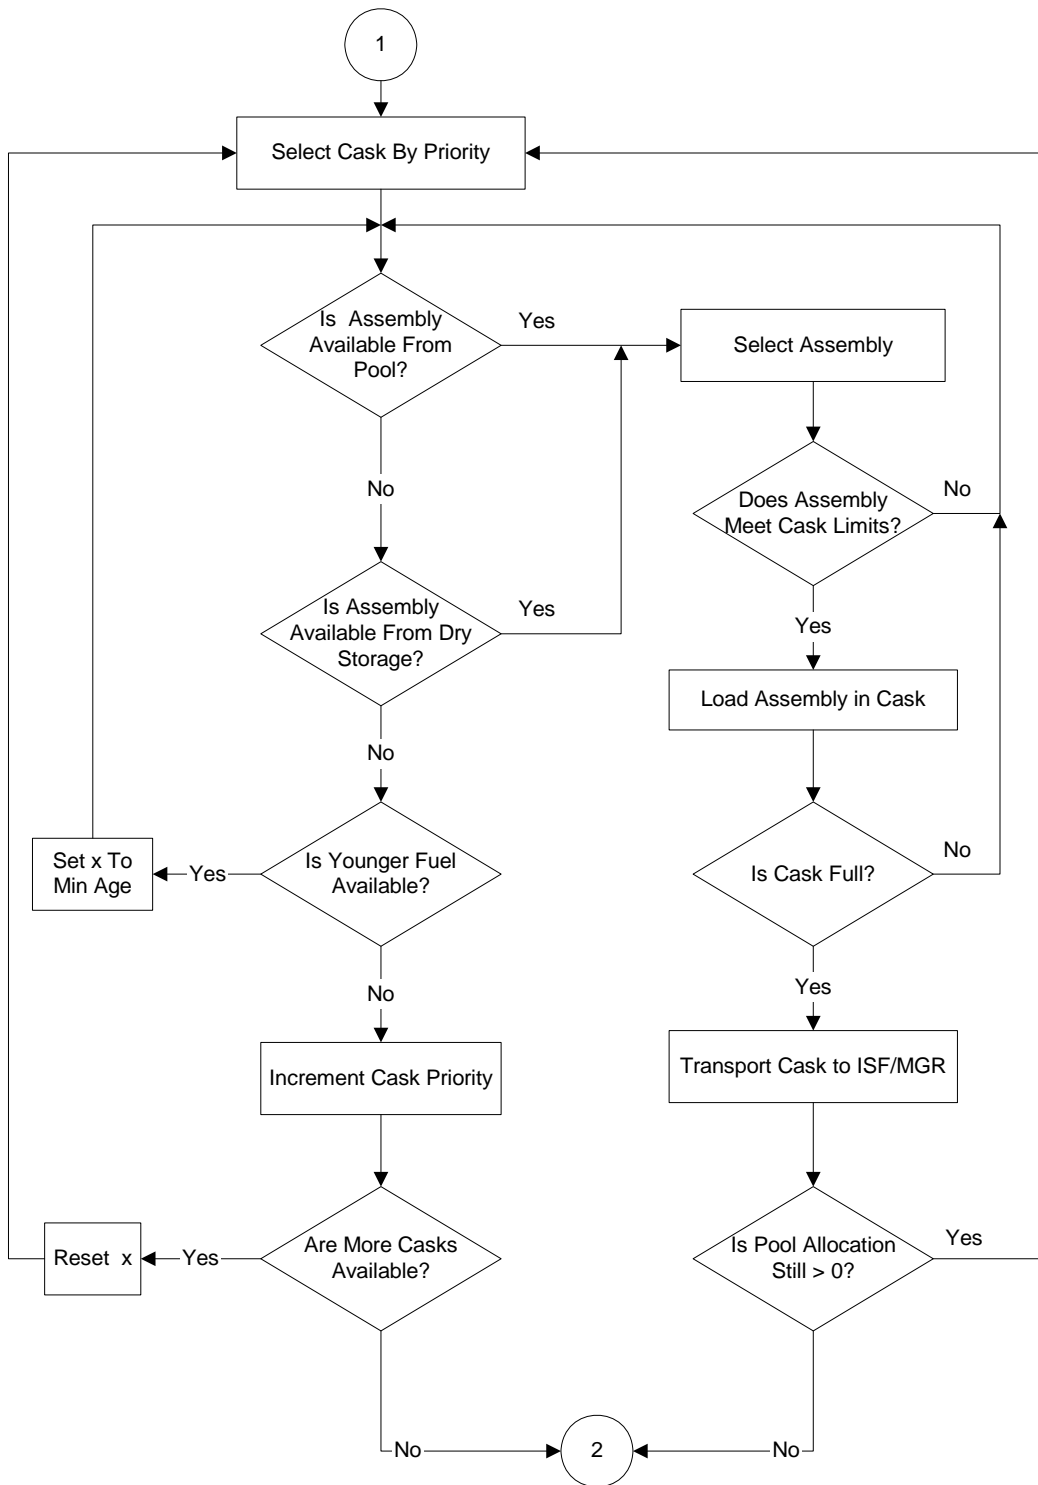 1
Select Cask By Priority
Is Assembly
Available From
Pool?
Yes
Select Assembly
No
Does Assembly
Meet Cask Limits?
No
Is Assembly
Available From Dry
Storage?
Yes
Yes
Load Assembly in Cask
No
Set x To
Min Age
Yes
Is Younger Fuel
Available?
Is Cask Full?
No
No
Yes
Increment Cask Priority
Transport Cask to ISF/MGR
Reset x
Yes
Are More Casks
Available?
Is Pool Allocation
Still > 0?
Yes
No
2
No